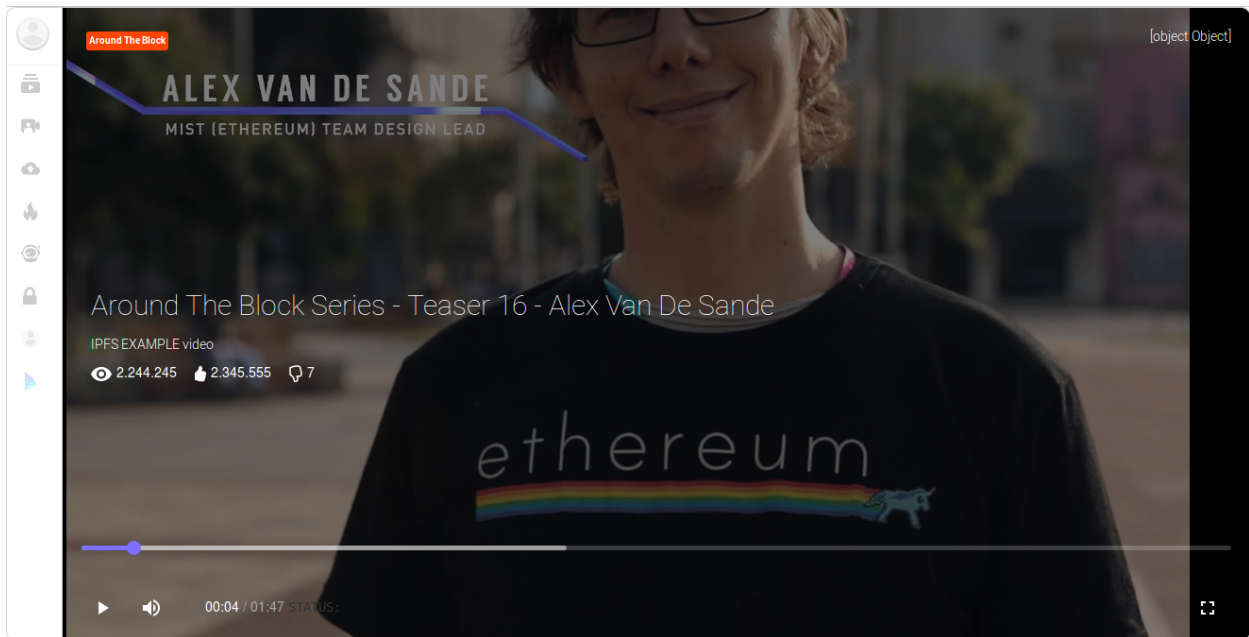 Around The Block
[object Object]
ALEX VAN DE SANDE
MIST (ETHEREUM) TEAM DESIGN LEAD
Around The Block Series - Teaser 16 - Alex Van De Sande
IPFS EXAMPLE video
2.244.245 2.345.555 7
ethereum
00:04 / 01:47 STATUS: